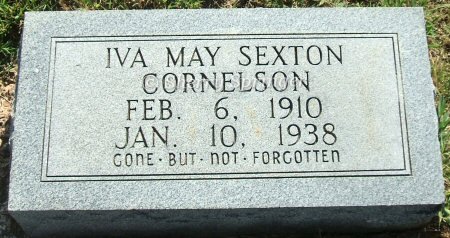 IVA MAY SEXTON
CORNELSON
FEB. 6, 1910
JAN. 10, 1938
GONE · BUT · NOT · FORGOTTEN